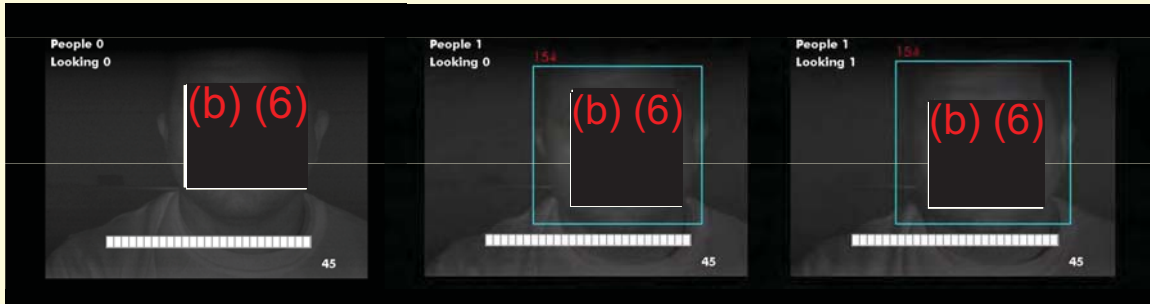 People 0
Looking 0
(b) (6)
45
People 1
Looking 0
154
(b) (6)
45
People 1
Looking 1
154
(b) (6)
45